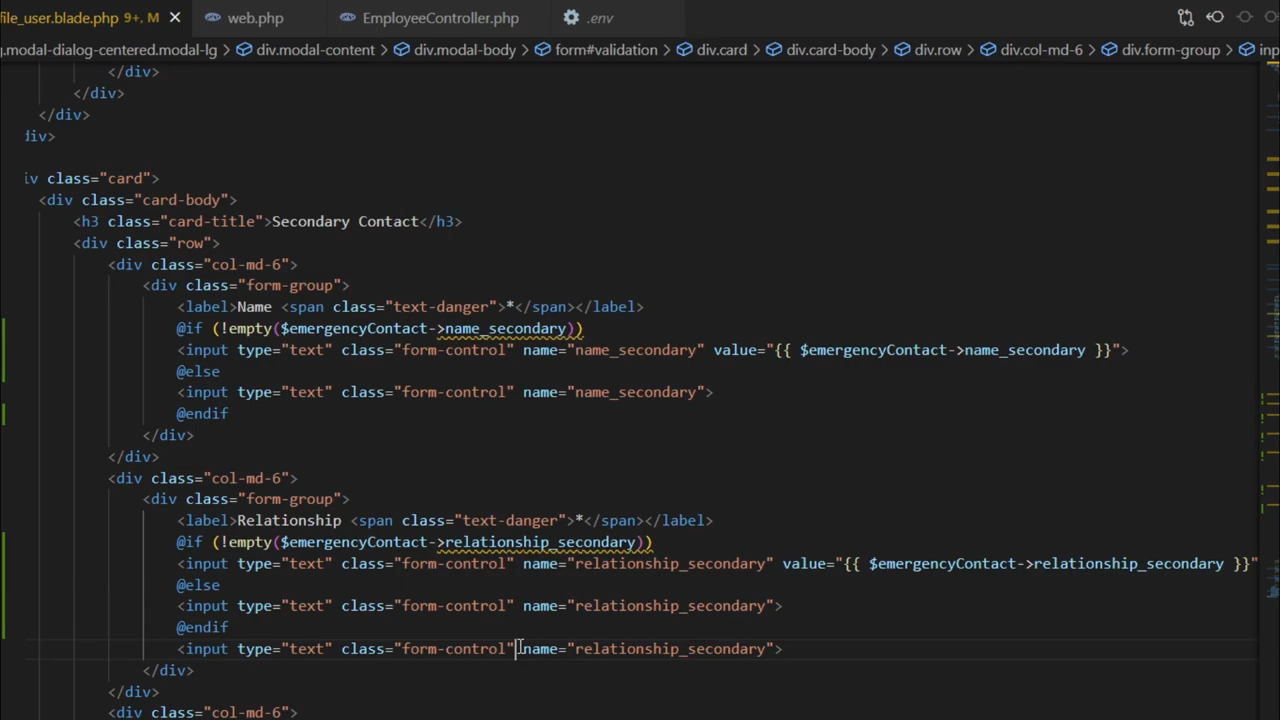 file_user.blade.php 9+, M web.php EmployeeController.php .env
g.modal-dialog-centered.modal-lg > div.modal-content > div.modal-body > form#validation > div.card > div.card-body > div.row > div.col-md-6 > div.form-group > inp
</div>
</div>
</div>
div>
iv class="card">
<div class="card-body">
<h3 class="card-title">Secondary Contact</h3>
<div class="row">
<div class="col-md-6">
<div class="form-group">
<label>Name <span class="text-danger">*</span></label>
@if (!empty($emergencyContact->name_secondary))
<input type="text" class="form-control" name="name_secondary" value="{{ $emergencyContact->name_secondary }}">
@else
<input type="text" class="form-control" name="name_secondary">
@endif
</div>
</div>
<div class="col-md-6">
<div class="form-group">
<label>Relationship <span class="text-danger">*</span></label>
@if (!empty($emergencyContact->relationship_secondary))
<input type="text" class="form-control" name="relationship_secondary" value="{{ $emergencyContact->relationship_secondary }}"
@else
<input type="text" class="form-control" name="relationship_secondary">
@endif
<input type="text" class="form-control" name="relationship_secondary">
</div>
</div>
<div class="col-md-6">